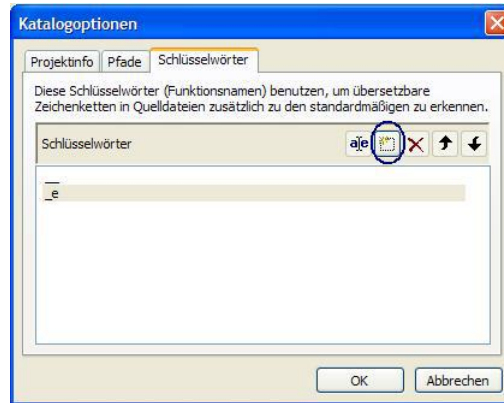 Katalogoptionen
Projektinfo Pfade Schlüsselwörter
Diese Schlüsselwörter (Funktionsnamen) benutzen, um übersetzbare
Zeichenketten in Quelldateien zusätzlich zu den standardmäßigen zu erkennen.
Schlüsselwörter
__
_e
OK Abbrechen